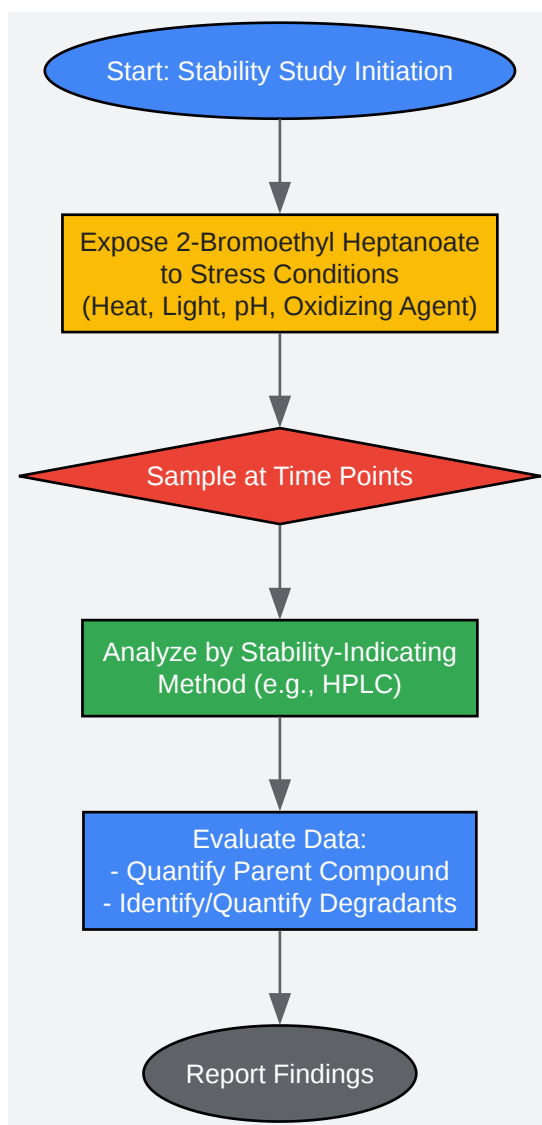 Start: Stability Study Initiation
Expose 2-Bromoethyl Heptanoate
to Stress Conditions
(Heat, Light, pH, Oxidizing Agent)
Sample at Time Points
Analyze by Stability-Indicating
Method (e.g., HPLC)
Evaluate Data:
- Quantify Parent Compound
- Identify/Quantify Degradants
Report Findings